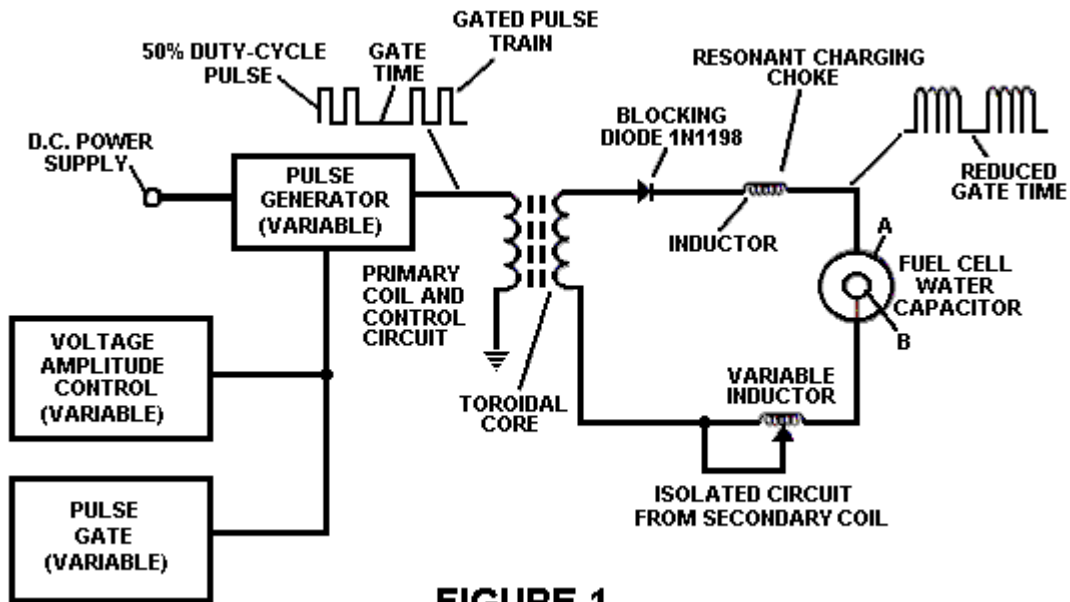 GATED PULSE
TRAIN
50% DUTY-CYCLE
PULSE
GATE
TIME
RESONANT CHARGING
CHOKE
BLOCKING
DIODE 1N1198
D.C. POWER
SUPPLY
PULSE
GENERATOR
(VARIABLE)
REDUCED
GATE TIME
INDUCTOR
A
FUEL CELL
WATER
CAPACITOR
B
PRIMARY
COIL AND
CONTROL
CIRCUIT
VOLTAGE
AMPLITUDE
CONTROL
(VARIABLE)
TOROIDAL
CORE
VARIABLE
INDUCTOR
ISOLATED CIRCUIT
FROM SECONDARY COIL
PULSE
GATE
(VARIABLE)
FIGURE 1